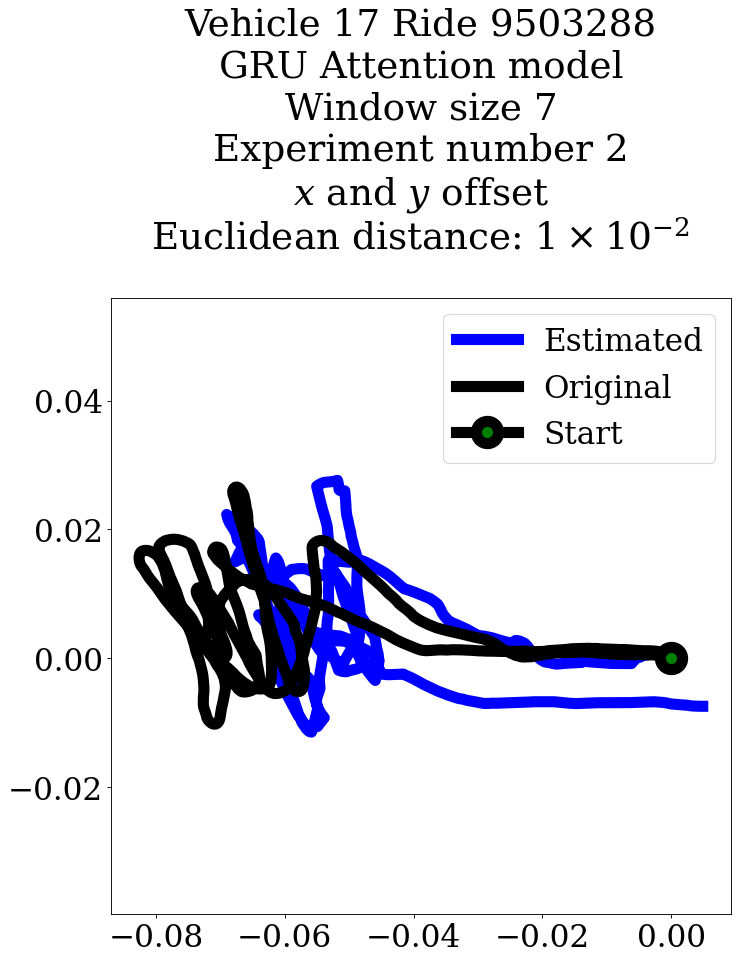 Vehicle 17 Ride 9503288
GRU Attention model
Window size 7
Experiment number 2
x and y offset
Euclidean distance: 1 × 10⁻²
Estimated
Original
Start
0.04
0.02
0.00
−0.02
−0.08 −0.06 −0.04 −0.02 0.00